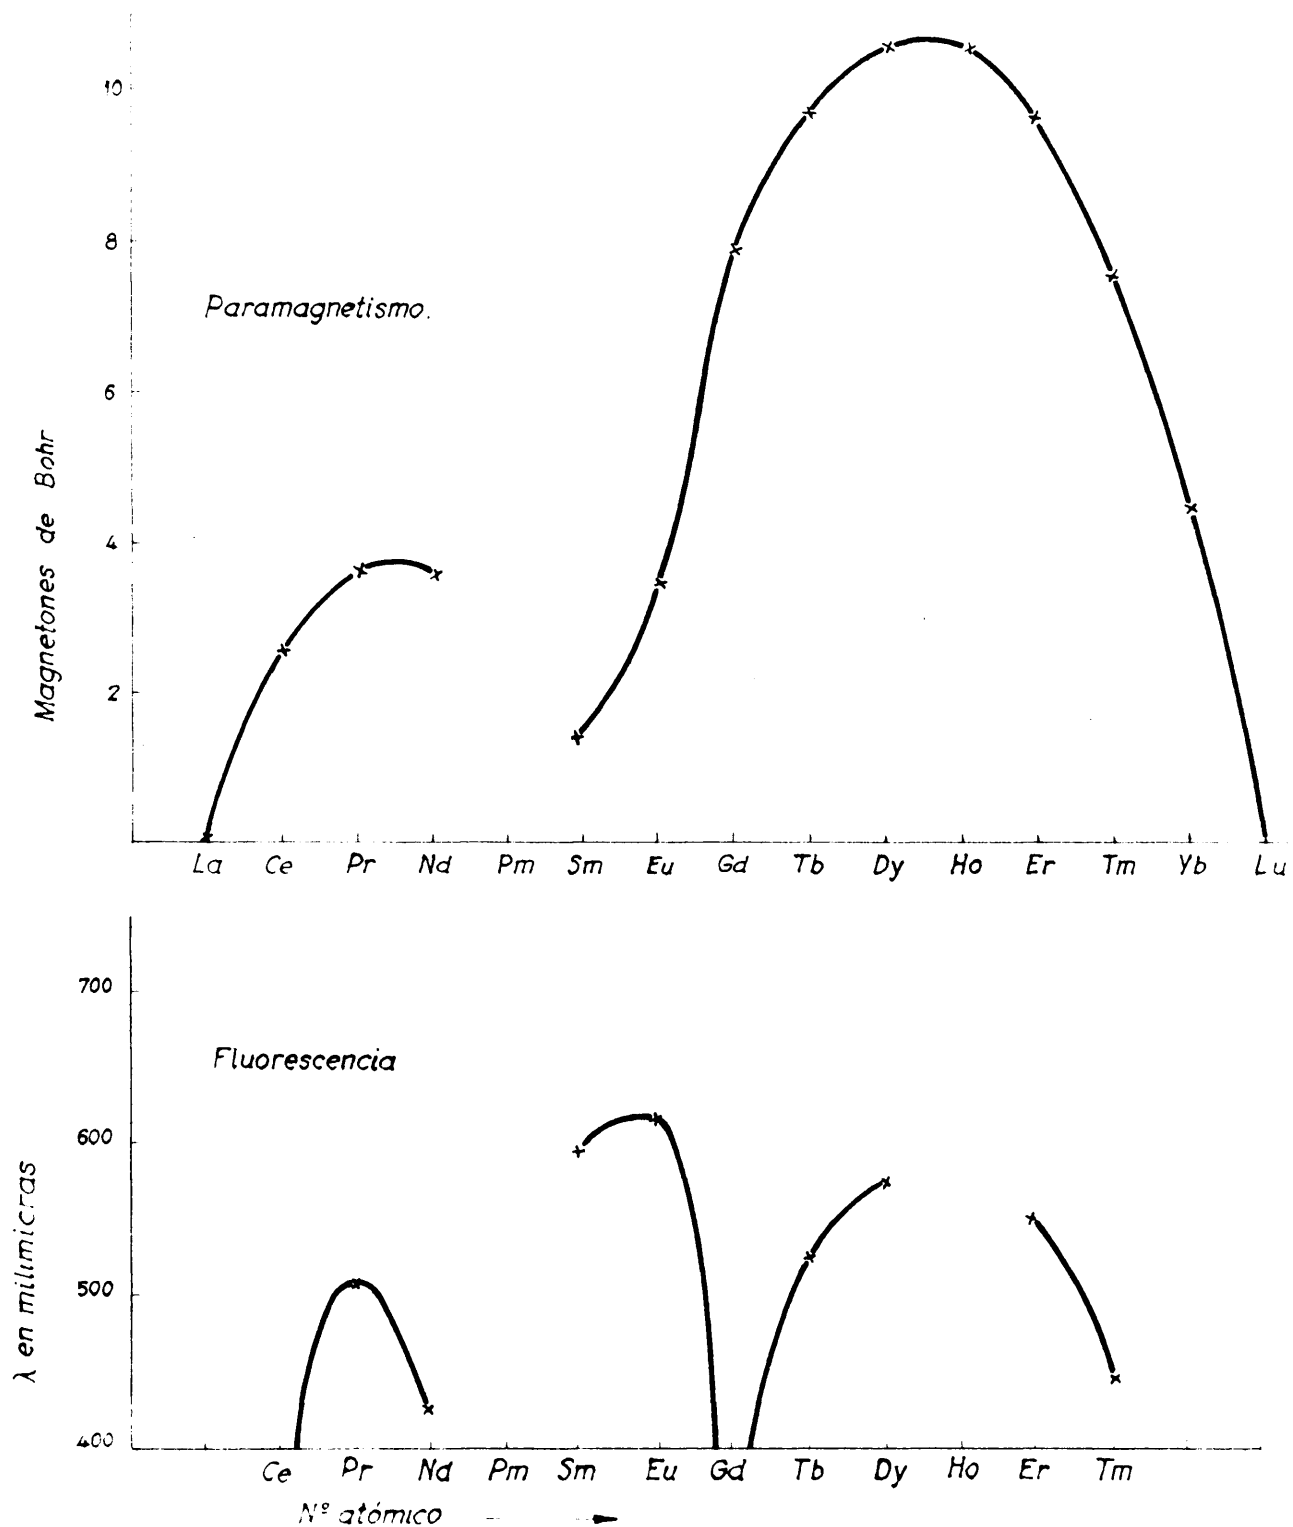 10
8
Paramagnetismo.
6
Magnetones de Bohr
4
2
La Ce Pr Nd Pm Sm Eu Gd Tb Dy Ho Er Tm Yb Lu
700
Fluorescencia
600
λ en milimicras
500
400
Ce Pr Nd Pm Sm Eu Gd Tb Dy Ho Er Tm
Nº atómico